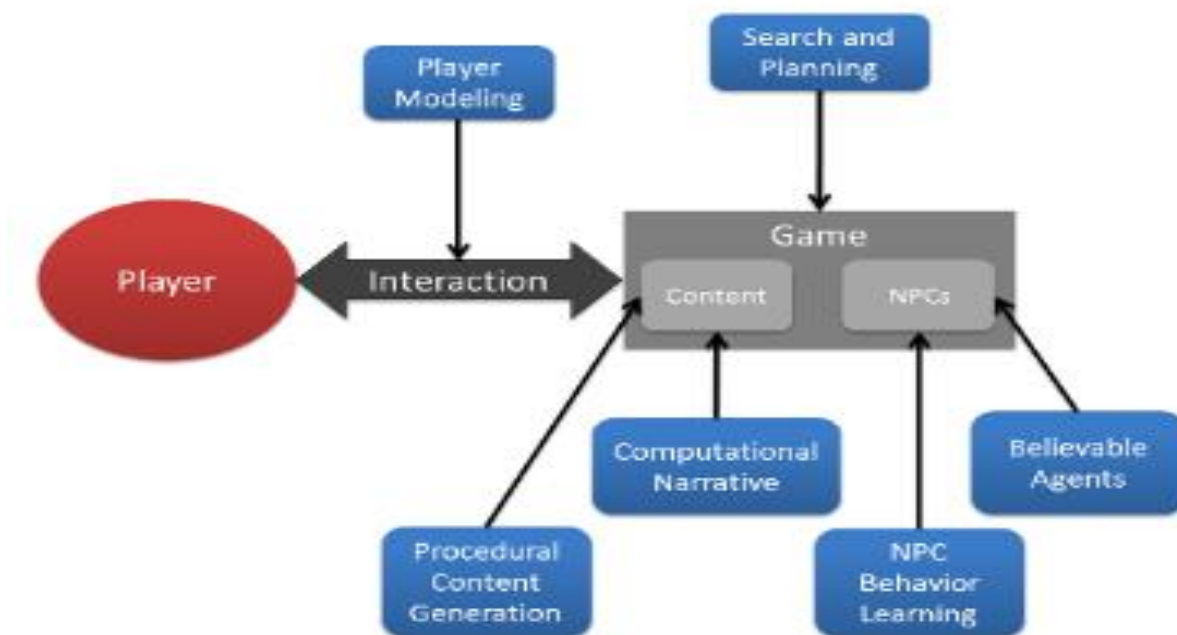 Search and
Planning
Player
Modeling
Game
Player
Interaction
Content
NPCs
Computational
Narrative
Believable
Agents
Procedural
Content
Generation
NPC
Behavior
Learning